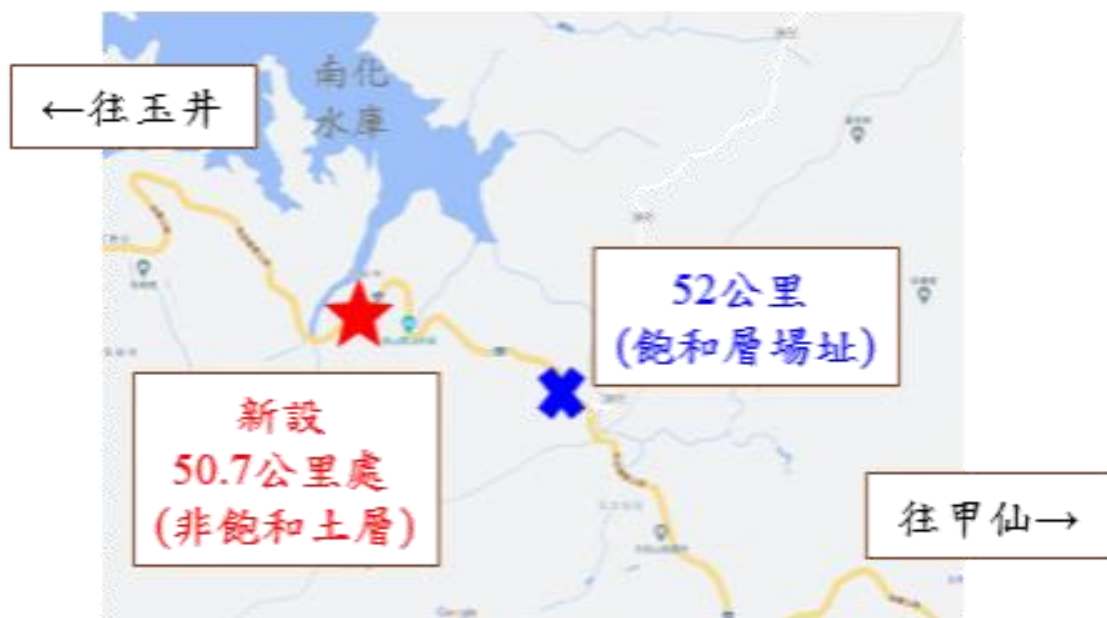 南化
水庫
←往玉井
52公里
(飽和層場址)
新設
50.7公里處
(非飽和土層)
往甲仙→
Google